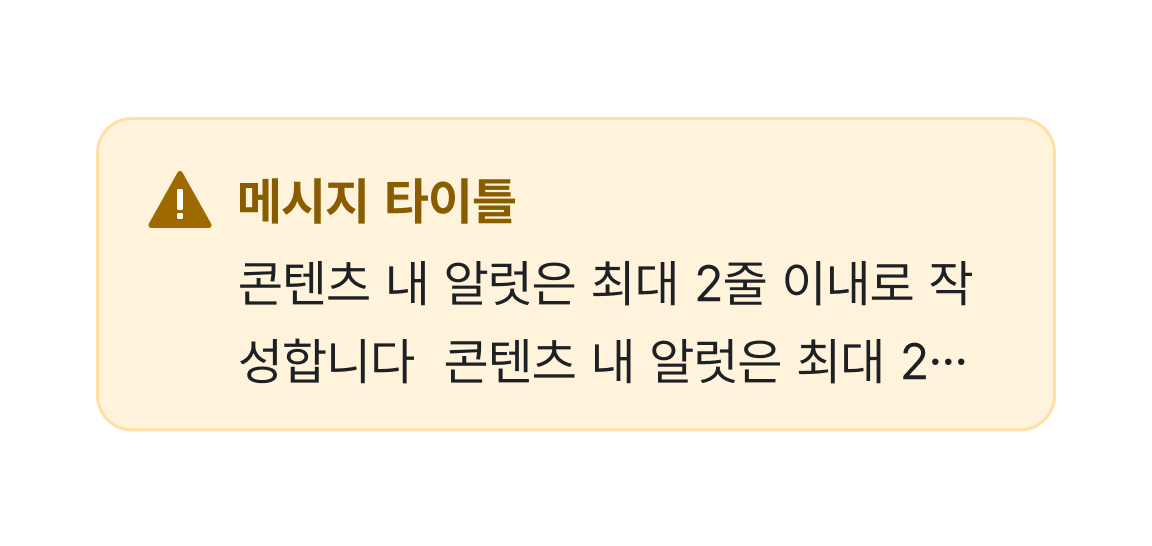 메시지 타이틀
콘텐츠 내 알럿은 최대 2줄 이내로 작
성합니다  콘텐츠 내 알럿은 최대 2…